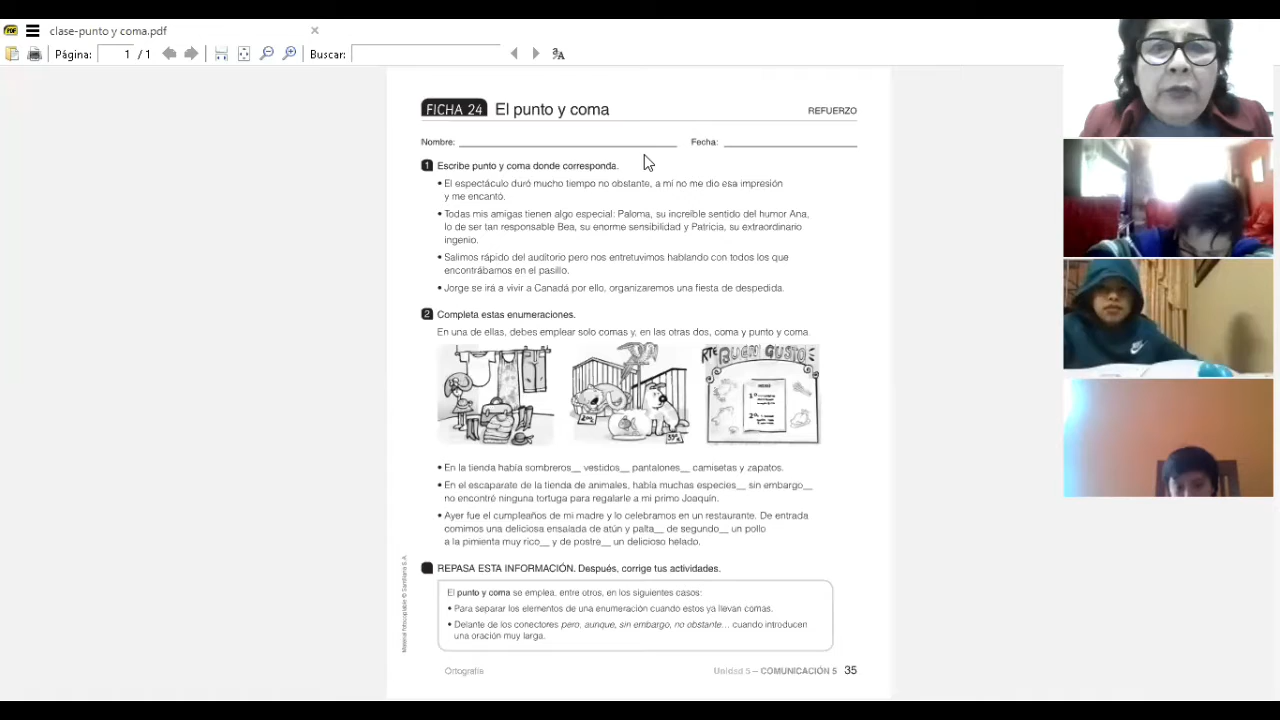 clase-punto y coma.pdf
Página: 1 / 1 Buscar:
FICHA 24 El punto y coma REFUERZO
Nombre: Fecha:
1 Escribe punto y coma donde corresponda.
• El espectáculo duró mucho tiempo no obstante, a mí no me dio esa impresión
y me encantó.
• Todas mis amigas tienen algo especial: Paloma, su increíble sentido del humor Ana,
lo de ser tan responsable Bea, su enorme sensibilidad y Patricia, su extraordinario
ingenio.
• Salimos rápido del auditorio pero nos entretuvimos hablando con todos los que
encontrábamos en el pasillo.
• Jorge se irá a vivir a Canadá por ello, organizaremos una fiesta de despedida.
2 Completa estas enumeraciones.
En una de ellas, debes emplear solo comas y, en las otras dos, coma y punto y coma
RTE BUEN GUSTO
• En la tienda había sombreros__ vestidos__ pantalones__ camisetas y zapatos.
• En el escaparate de la tienda de animales, había muchas especies__ sin embargo__
no encontré ninguna tortuga para regalarle a mi primo Joaquín.
• Ayer fue el cumpleaños de mi madre y lo celebramos en un restaurante. De entrada
comimos una deliciosa ensalada de atún y palta__ de segundo__ un pollo
a la pimienta muy rico__ y de postre__ un delicioso helado.
REPASA ESTA INFORMACIÓN. Después, corrige tus actividades.
El punto y coma se emplea, entre otros, en los siguientes casos:
• Para separar los elementos de una enumeración cuando estos ya llevan comas.
• Delante de los conectores pero, aunque, sin embargo, no obstante... cuando introducen
una oración muy larga.
Material fotocopiable © Santillana S.A.
Ortografía Unidad 5 – COMUNICACIÓN 5 35